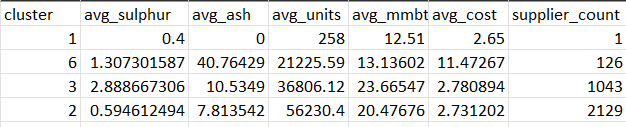 cluster avg_sulphur avg_ash avg_units avg_mmbt avg_cost supplier_count
1 0.4 0 258 12.51 2.65 1
6 1.307301587 40.76429 21225.59 13.13602 11.47267 126
3 2.888667306 10.5349 36806.12 23.66547 2.780894 1043
2 0.594612494 7.813542 56230.4 20.47676 2.731202 2129